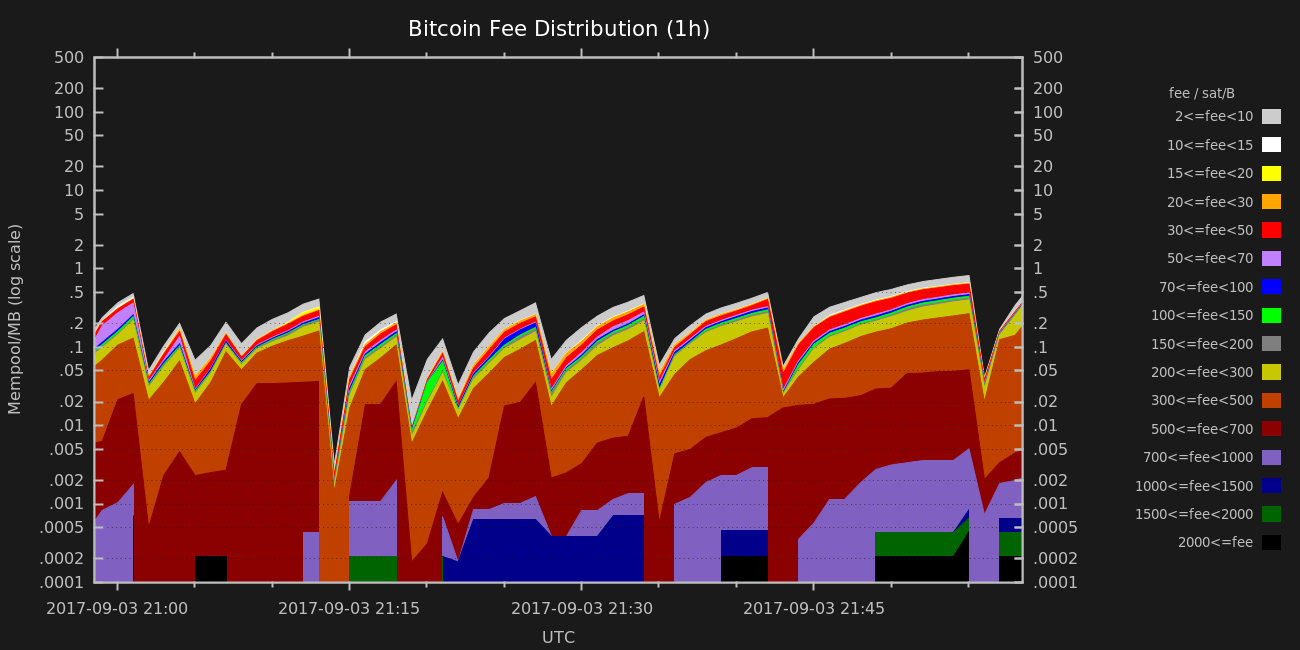 Bitcoin Fee Distribution (1h)
500
200
100
50
20
10
5
2
1
.5
.2
.1
.05
.02
.01
.005
.002
.001
.0005
.0002
.0001
Mempool/MB (log scale)
500
200
100
50
20
10
5
2
1
.5
.2
.1
.05
.02
.01
.005
.002
.001
.0005
.0002
.0001
2017-09-03 21:00
2017-09-03 21:15
2017-09-03 21:30
2017-09-03 21:45
UTC
fee / sat/B
2<=fee<10
10<=fee<15
15<=fee<20
20<=fee<30
30<=fee<50
50<=fee<70
70<=fee<100
100<=fee<150
150<=fee<200
200<=fee<300
300<=fee<500
500<=fee<700
700<=fee<1000
1000<=fee<1500
1500<=fee<2000
2000<=fee